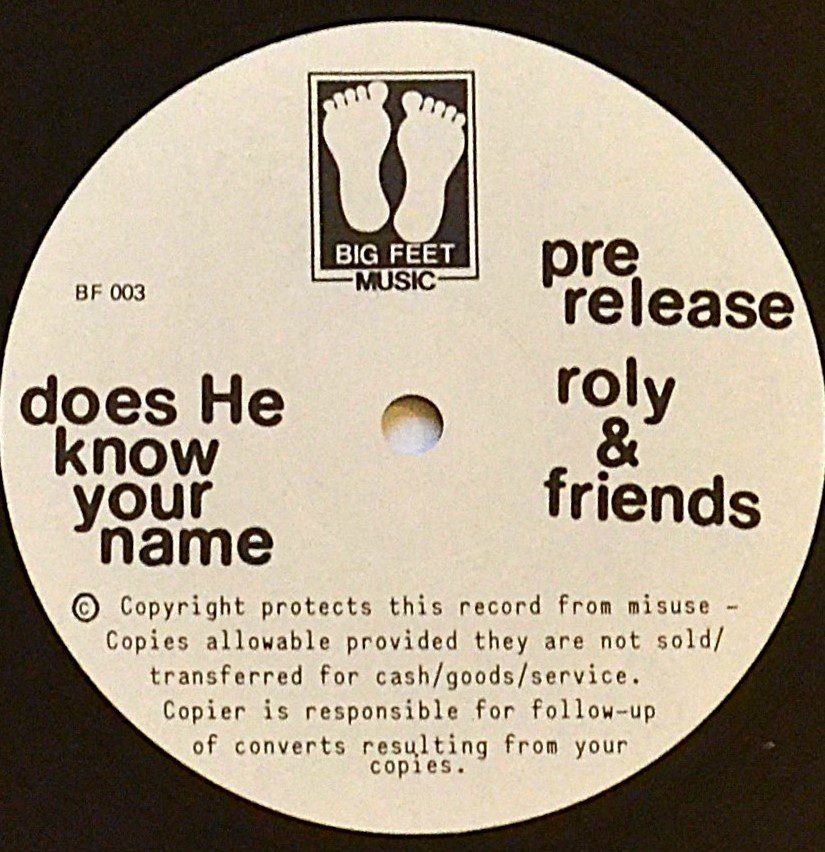 BIG FEET
MUSIC
BF 003
pre
release
does He
know
your
name
roly
&
friends
© Copyright protects this record from misuse -
Copies allowable provided they are not sold/
transferred for cash/goods/service.
Copier is responsible for follow-up
of converts resulting from your
copies.